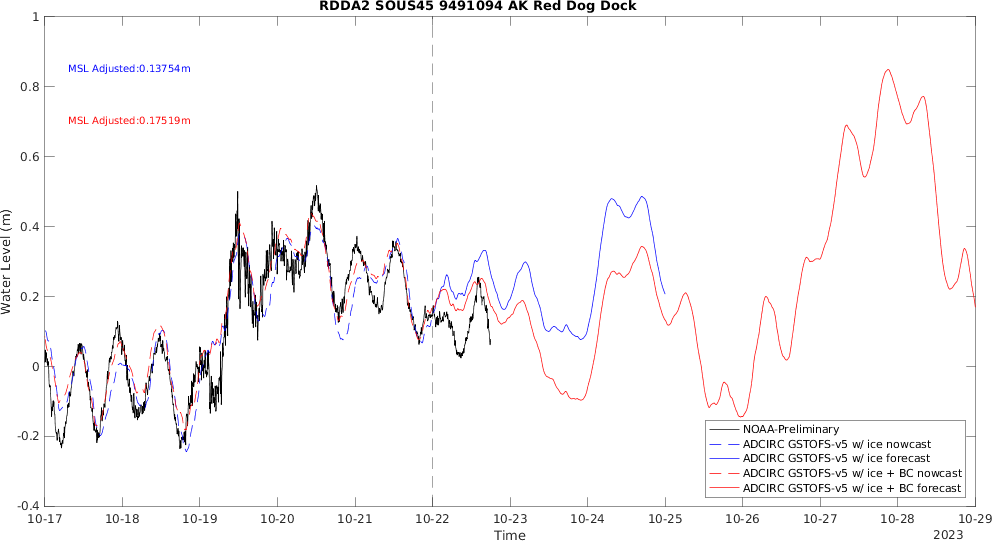 RDDA2 SOUS45 9491094 AK Red Dog Dock
MSL Adjusted:0.13754m
MSL Adjusted:0.17519m
Water Level (m)
1
0.8
0.6
0.4
0.2
0
-0.2
-0.4
NOAA-Preliminary
ADCIRC GSTOFS-v5 w/ ice nowcast
ADCIRC GSTOFS-v5 w/ ice forecast
ADCIRC GSTOFS-v5 w/ ice + BC nowcast
ADCIRC GSTOFS-v5 w/ ice + BC forecast
10-17 10-18 10-19 10-20 10-21 10-22 10-23 10-24 10-25 10-26 10-27 10-28 10-29
Time
2023